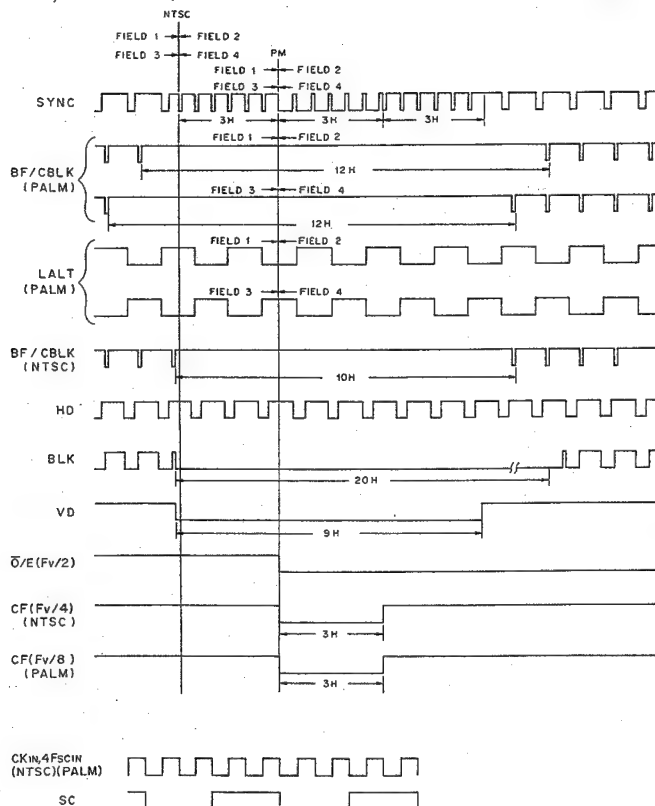 NTSC
FIELD 1 FIELD 2
FIELD 3 FIELD 4
PM
FIELD 1 FIELD 2
FIELD 3 FIELD 4
SYNC
3H 3H 3H
FIELD 1 FIELD 2
BF/CBLK
(PALM)
12H
FIELD 3 FIELD 4
12H
FIELD 1 FIELD 2
LALT
(PALM)
FIELD 3 FIELD 4
BF/CBLK
(NTSC)
10H
HD
BLK
20H
VD
9H
O̅/E(Fv/2)
CF(Fv/4)
(NTSC)
3H
CF(Fv/8)
(PALM)
3H
CKIN,4FSCIN
(NTSC)(PALM)
SC